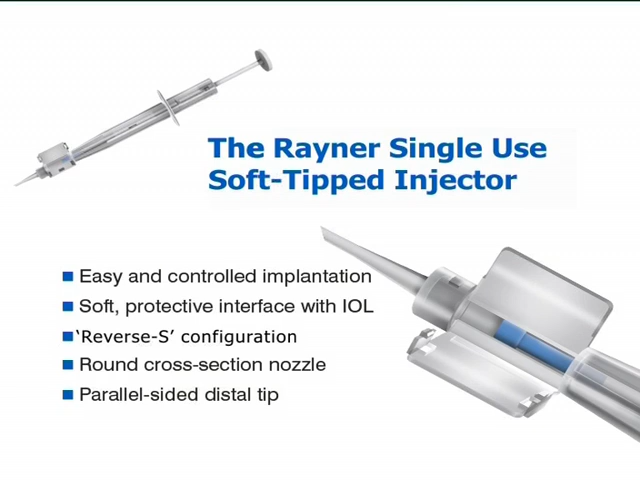 The Rayner Single Use
Soft-Tipped Injector
Easy and controlled implantation
Soft, protective interface with IOL
‘Reverse-S’ configuration
Round cross-section nozzle
Parallel-sided distal tip